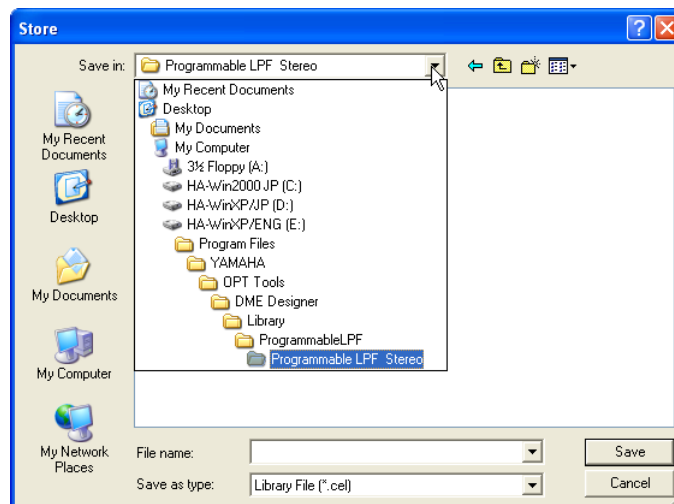 Store
Save in: Programmable LPF Stereo
My Recent Documents
Desktop
My Documents
My Computer
3½ Floppy (A:)
HA-Win2000JP (C:)
HA-WinXP/JP (D:)
HA-WinXP/ENG (E:)
Program Files
YAMAHA
OPT Tools
DME Designer
Library
ProgrammableLPF
Programmable LPF Stereo
My Recent
Documents
Desktop
My Documents
My Computer
My Network
Places
File name:
Save
Save as type: Library File (*.cel)
Cancel